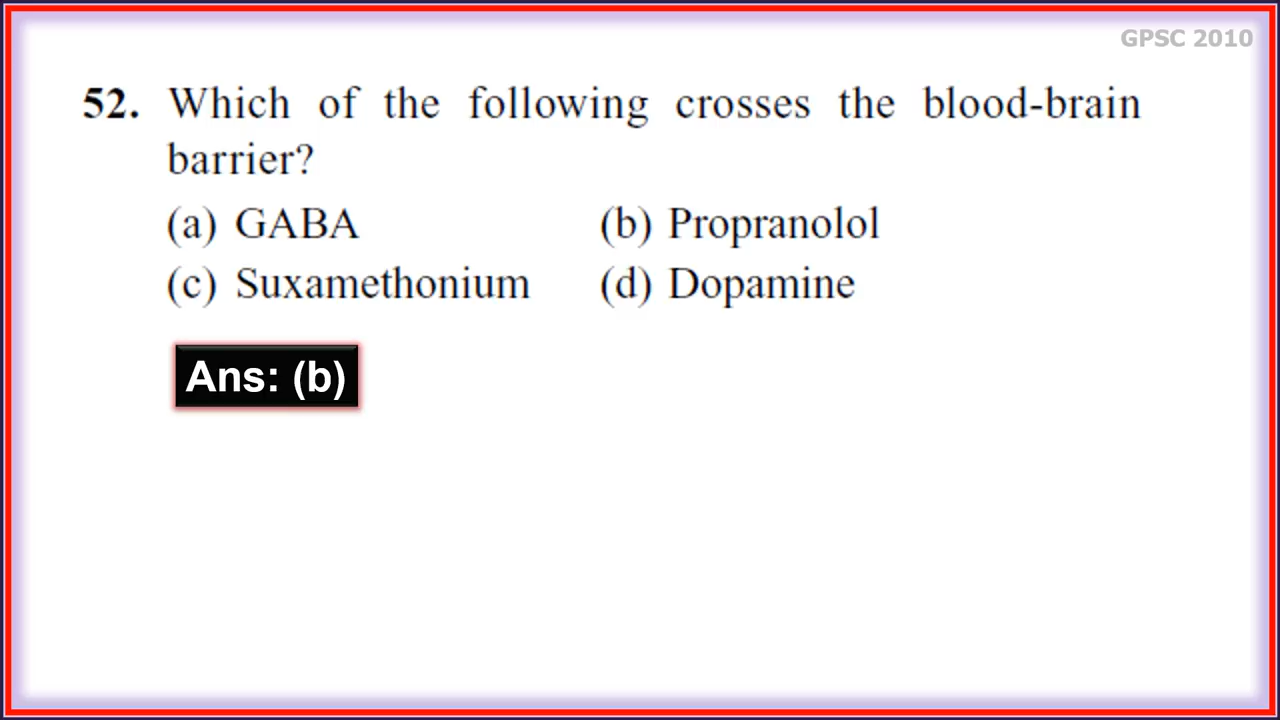 GPSC 2010
52. Which of the following crosses the blood-brain
barrier?
(a) GABA (b) Propranolol
(c) Suxamethonium (d) Dopamine
Ans: (b)